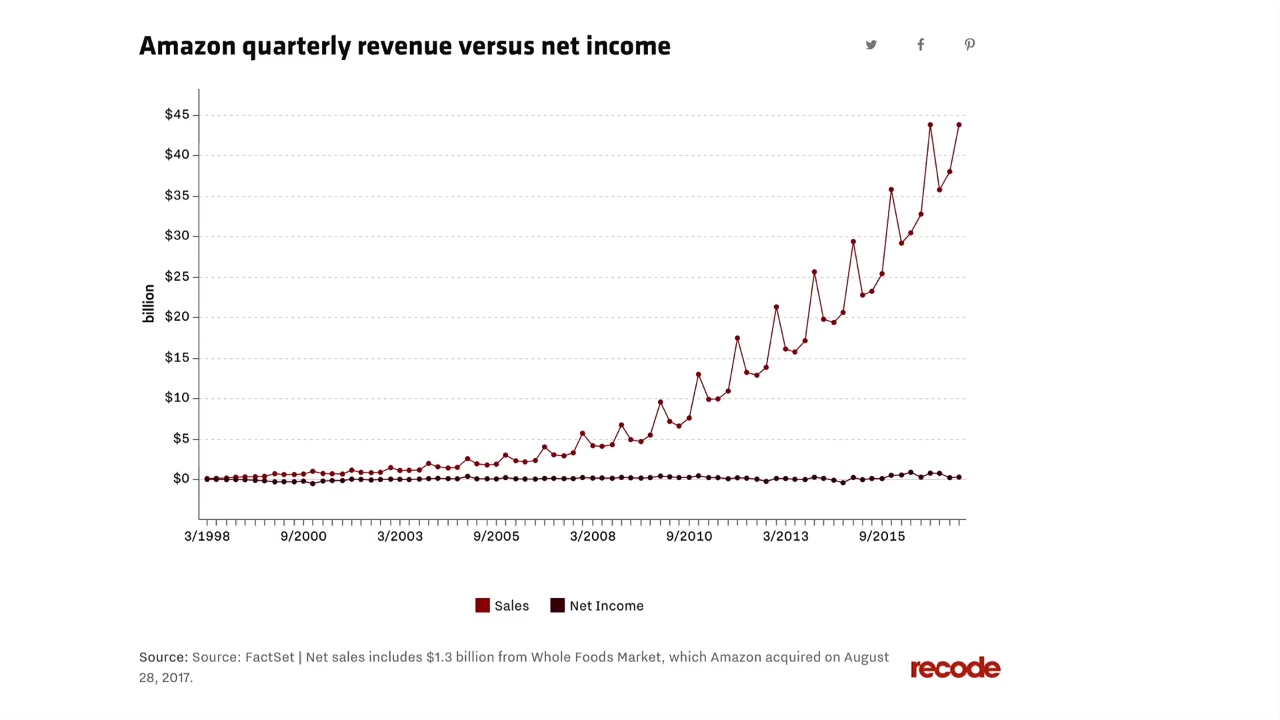 Amazon quarterly revenue versus net income
$45
$40
$35
$30
$25
$20
$15
$10
$5
$0
billion
3/1998 9/2000 3/2003 9/2005 3/2008 9/2010 3/2013 9/2015
Sales Net Income
Source: Source: FactSet | Net sales includes $1.3 billion from Whole Foods Market, which Amazon acquired on August
28, 2017.
recode